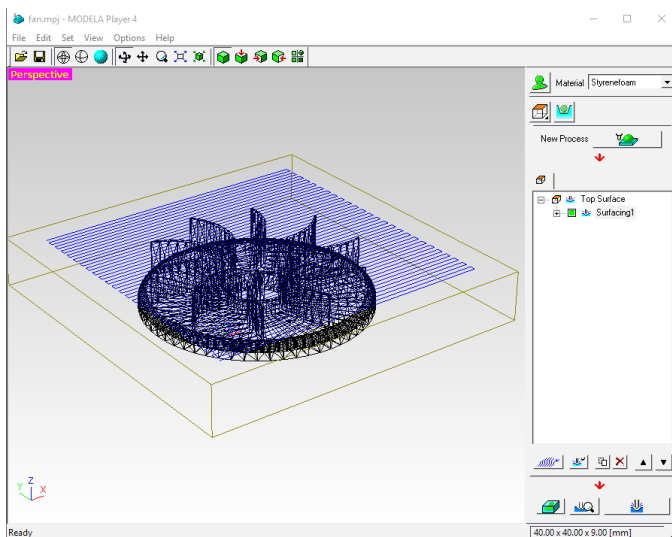 fan.mpj - MODELA Player 4
File Edit Set View Options Help
Perspective
Material Styrenefoam
New Process
Top Surface
Surfacing1
Z
Y
X
Ready
40.00 x 40.00 x 9.00 [mm]